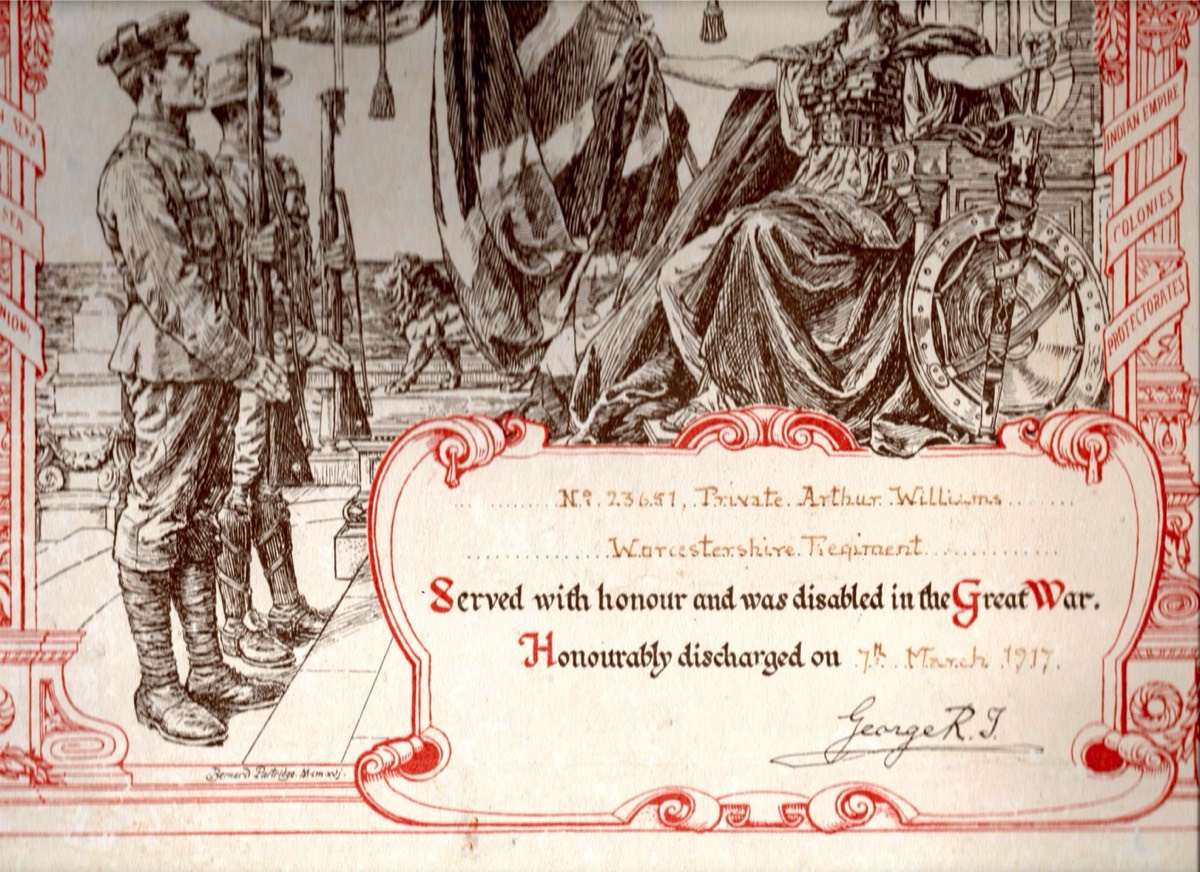 INDIAN EMPIRE
COLONIES
PROTECTORATES
Nº 23651, Private Arthur Williams
Worcestershire Regiment
Served with honour and was disabled in the Great War.
Honourably discharged on 7th March 1917.
George R.I.
Bernard Partridge. Mcmxvj.